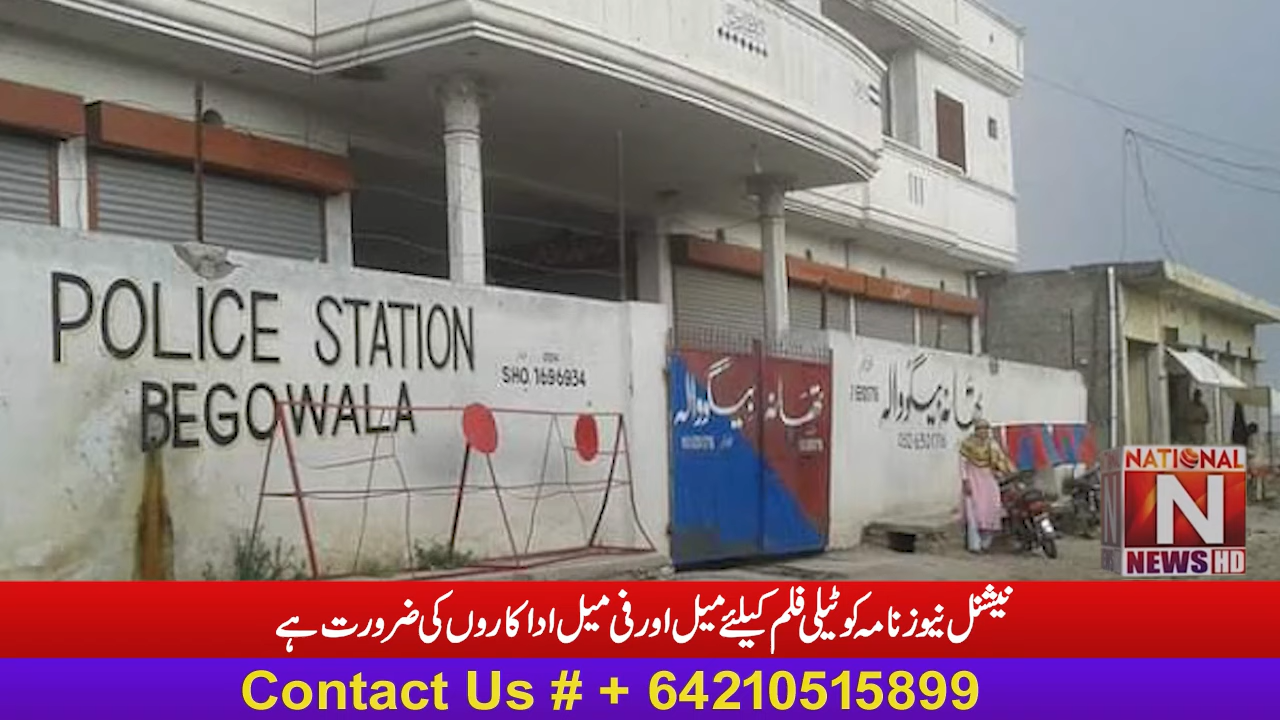 POLICE STATION
BEGOWALA
SHO 1696934
تھانہ بیگووالہ
تھانہ بیگووالہ
NATIONAL
N
NEWS HD
نیشنل نیوز نامہ کو ٹیلی فلم کیلئے میل اور فی میل اداکاروں کی ضرورت ہے
Contact Us # + 64210515899